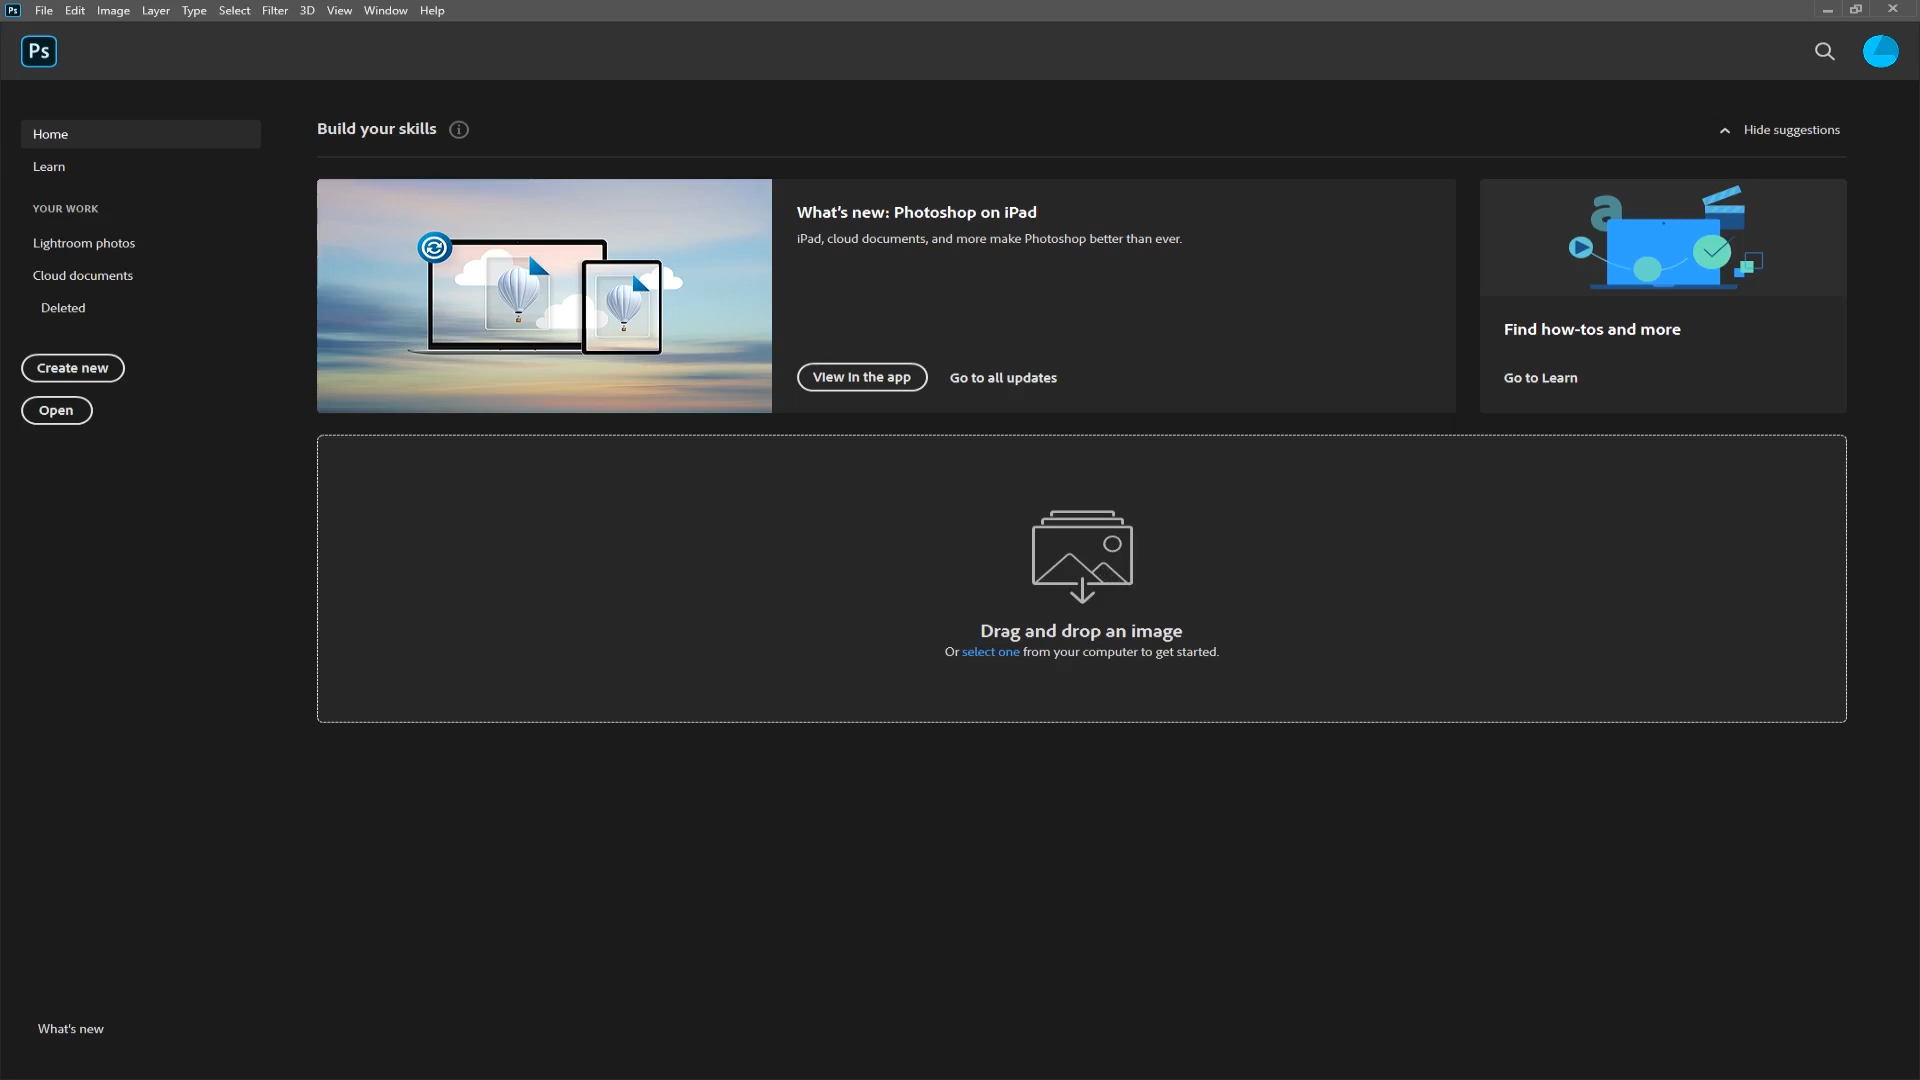 Ps File Edit Image Layer Type Select Filter 3D View Window Help
Ps
Home
Learn
YOUR WORK
Lightroom photos
Cloud documents
Deleted
Create new
Open
Build your skills
Hide suggestions
What's new: Photoshop on iPad
iPad, cloud documents, and more make Photoshop better than ever.
View in the app Go to all updates
a
Find how-tos and more
Go to Learn
Drag and drop an image
Or select one from your computer to get started.
What's new